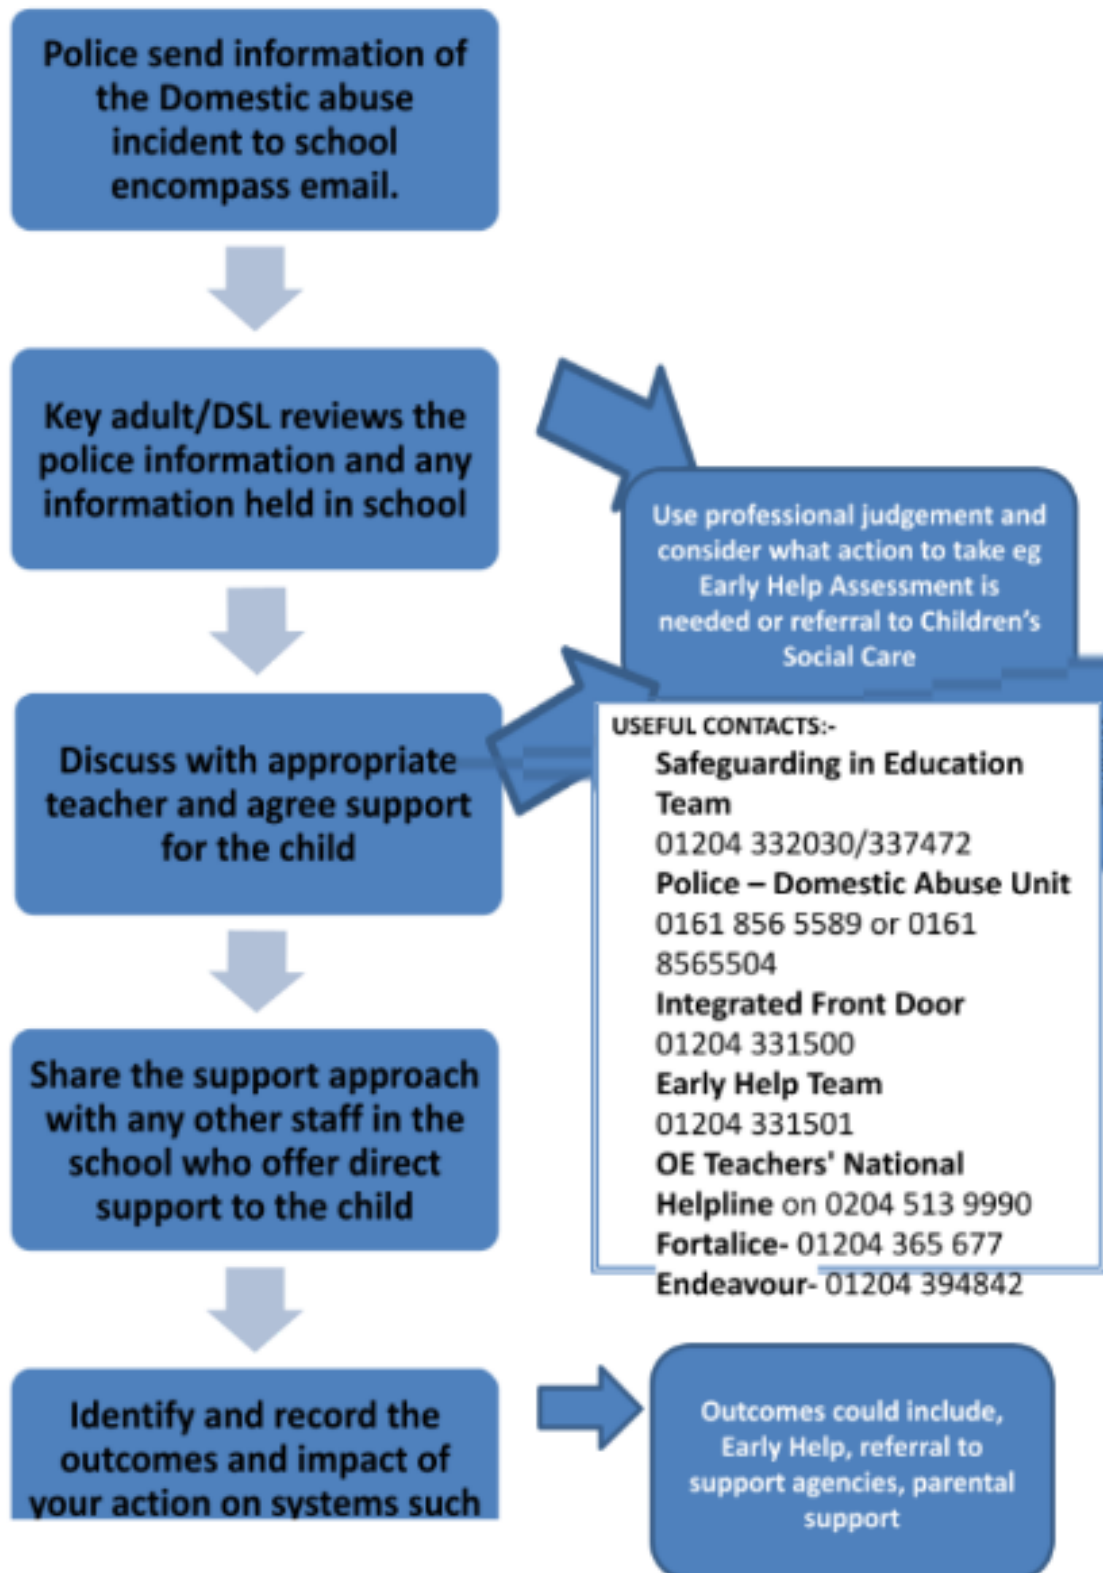 Police send information of
the Domestic abuse
incident to school
encompass email.
Key adult/DSL reviews the
police information and any
information held in school
Use professional judgement and
consider what action to take eg
Early Help Assessment is
needed or referral to Children's
Social Care
Discuss with appropriate
teacher and agree support
for the child
USEFUL CONTACTS:-
Safeguarding in Education
Team
01204 332030/337472
Police – Domestic Abuse Unit
0161 856 5589 or 0161
8565504
Integrated Front Door
01204 331500
Early Help Team
01204 331501
OE Teachers' National
Helpline on 0204 513 9990
Fortalice- 01204 365 677
Endeavour- 01204 394842
Share the support approach
with any other staff in the
school who offer direct
support to the child
Identify and record the
outcomes and impact of
your action on systems such
Outcomes could include,
Early Help, referral to
support agencies, parental
support